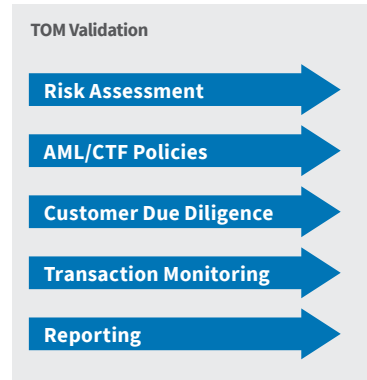 TOM Validation
Risk Assessment
AML/CTF Policies
Customer Due Diligence
Transaction Monitoring
Reporting